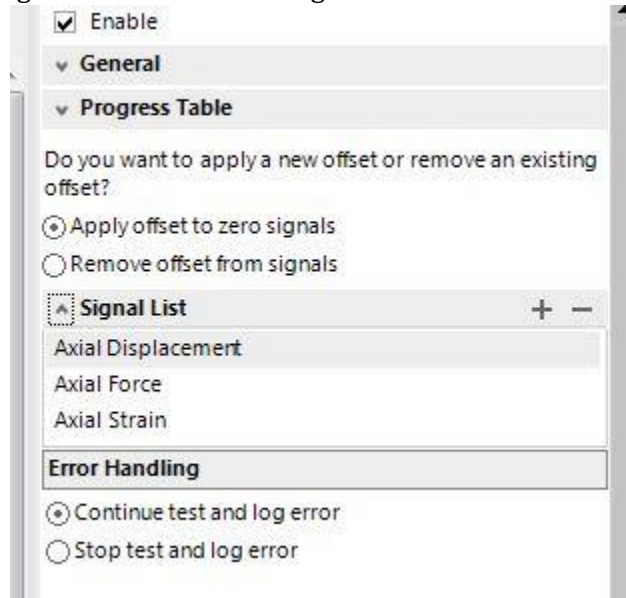 Enable
General
Progress Table
Do you want to apply a new offset or remove an existing
offset?
Apply offset to zero signals
Remove offset from signals
Signal List
Axial Displacement
Axial Force
Axial Strain
Error Handling
Continue test and log error
Stop test and log error